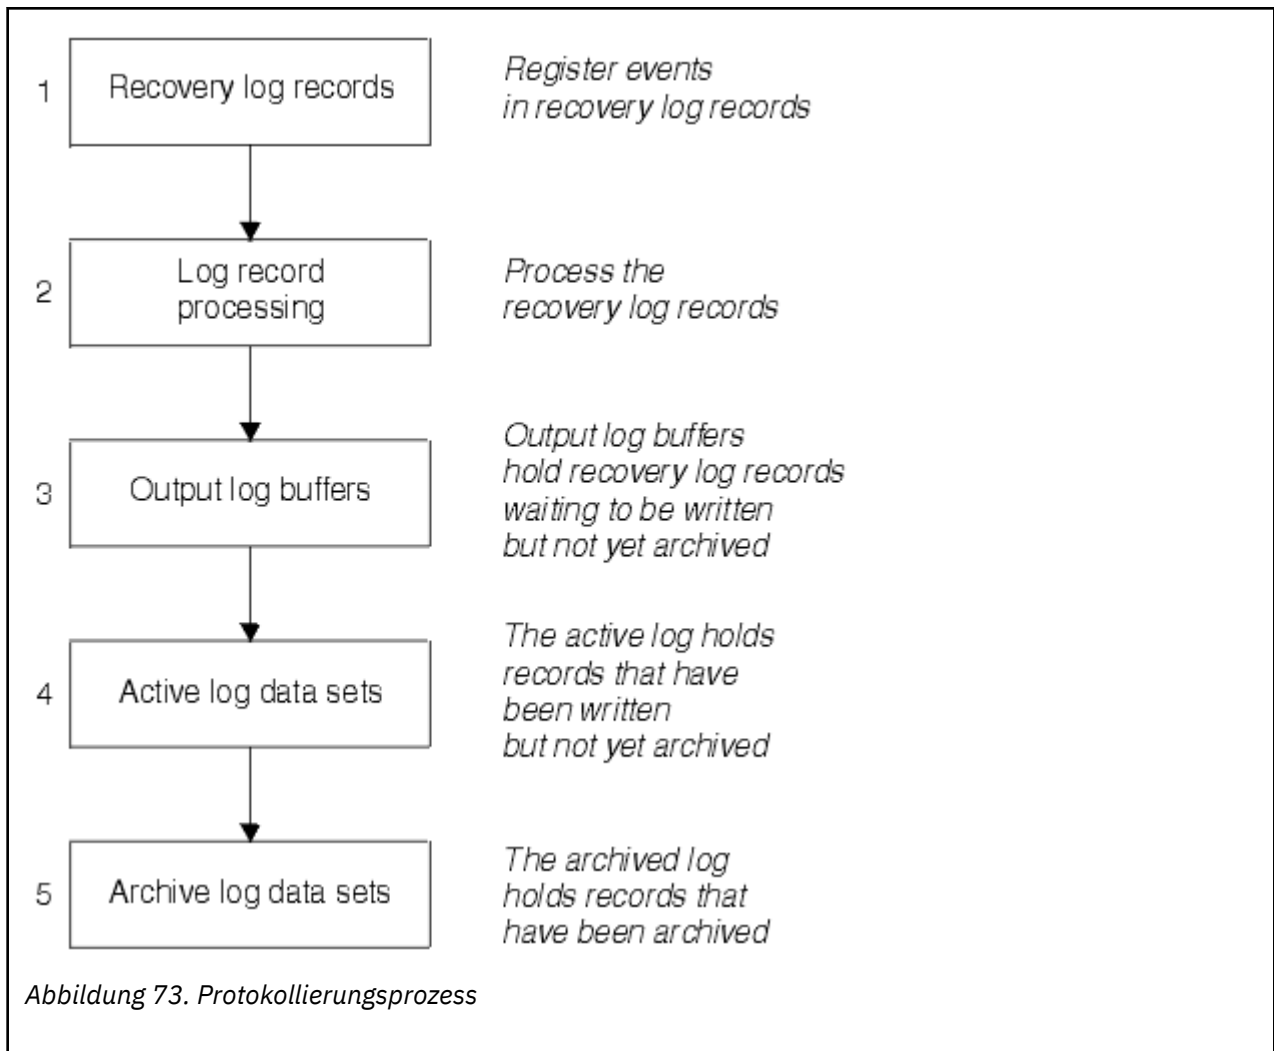 1
Recovery log records
Register events
in recovery log records
2
Log record
processing
Process the
recovery log records
3
Output log buffers
Output log buffers
hold recovery log records
waiting to be written
but not yet archived
4
Active log data sets
The active log holds
records that have
been written
but not yet archived
5
Archive log data sets
The archived log
holds records that
have been archived
Abbildung 73. Protokollierungsprozess